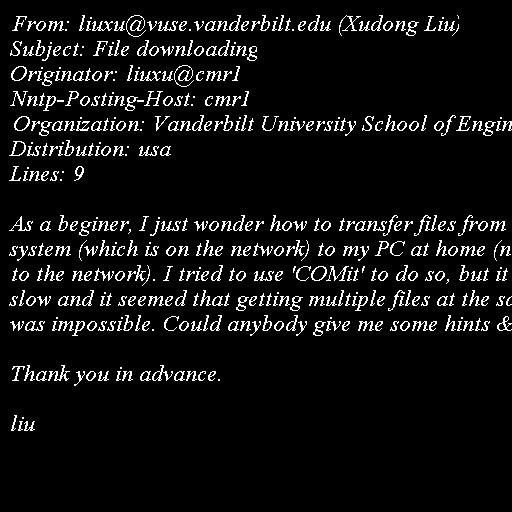 From: liuxu@vuse.vanderbilt.edu (Xudong Liu)
Subject: File downloading
Originator: liuxu@cmr1
Nntp-Posting-Host: cmr1
Organization: Vanderbilt University School of Engin
Distribution: usa
Lines: 9

As a beginer, I just wonder how to transfer files from
system (which is on the network) to my PC at home (n
to the network). I tried to use 'COMit' to do so, but it
slow and it seemed that getting multiple files at the sa
was impossible. Could anybody give me some hints &

Thank you in advance.

liu